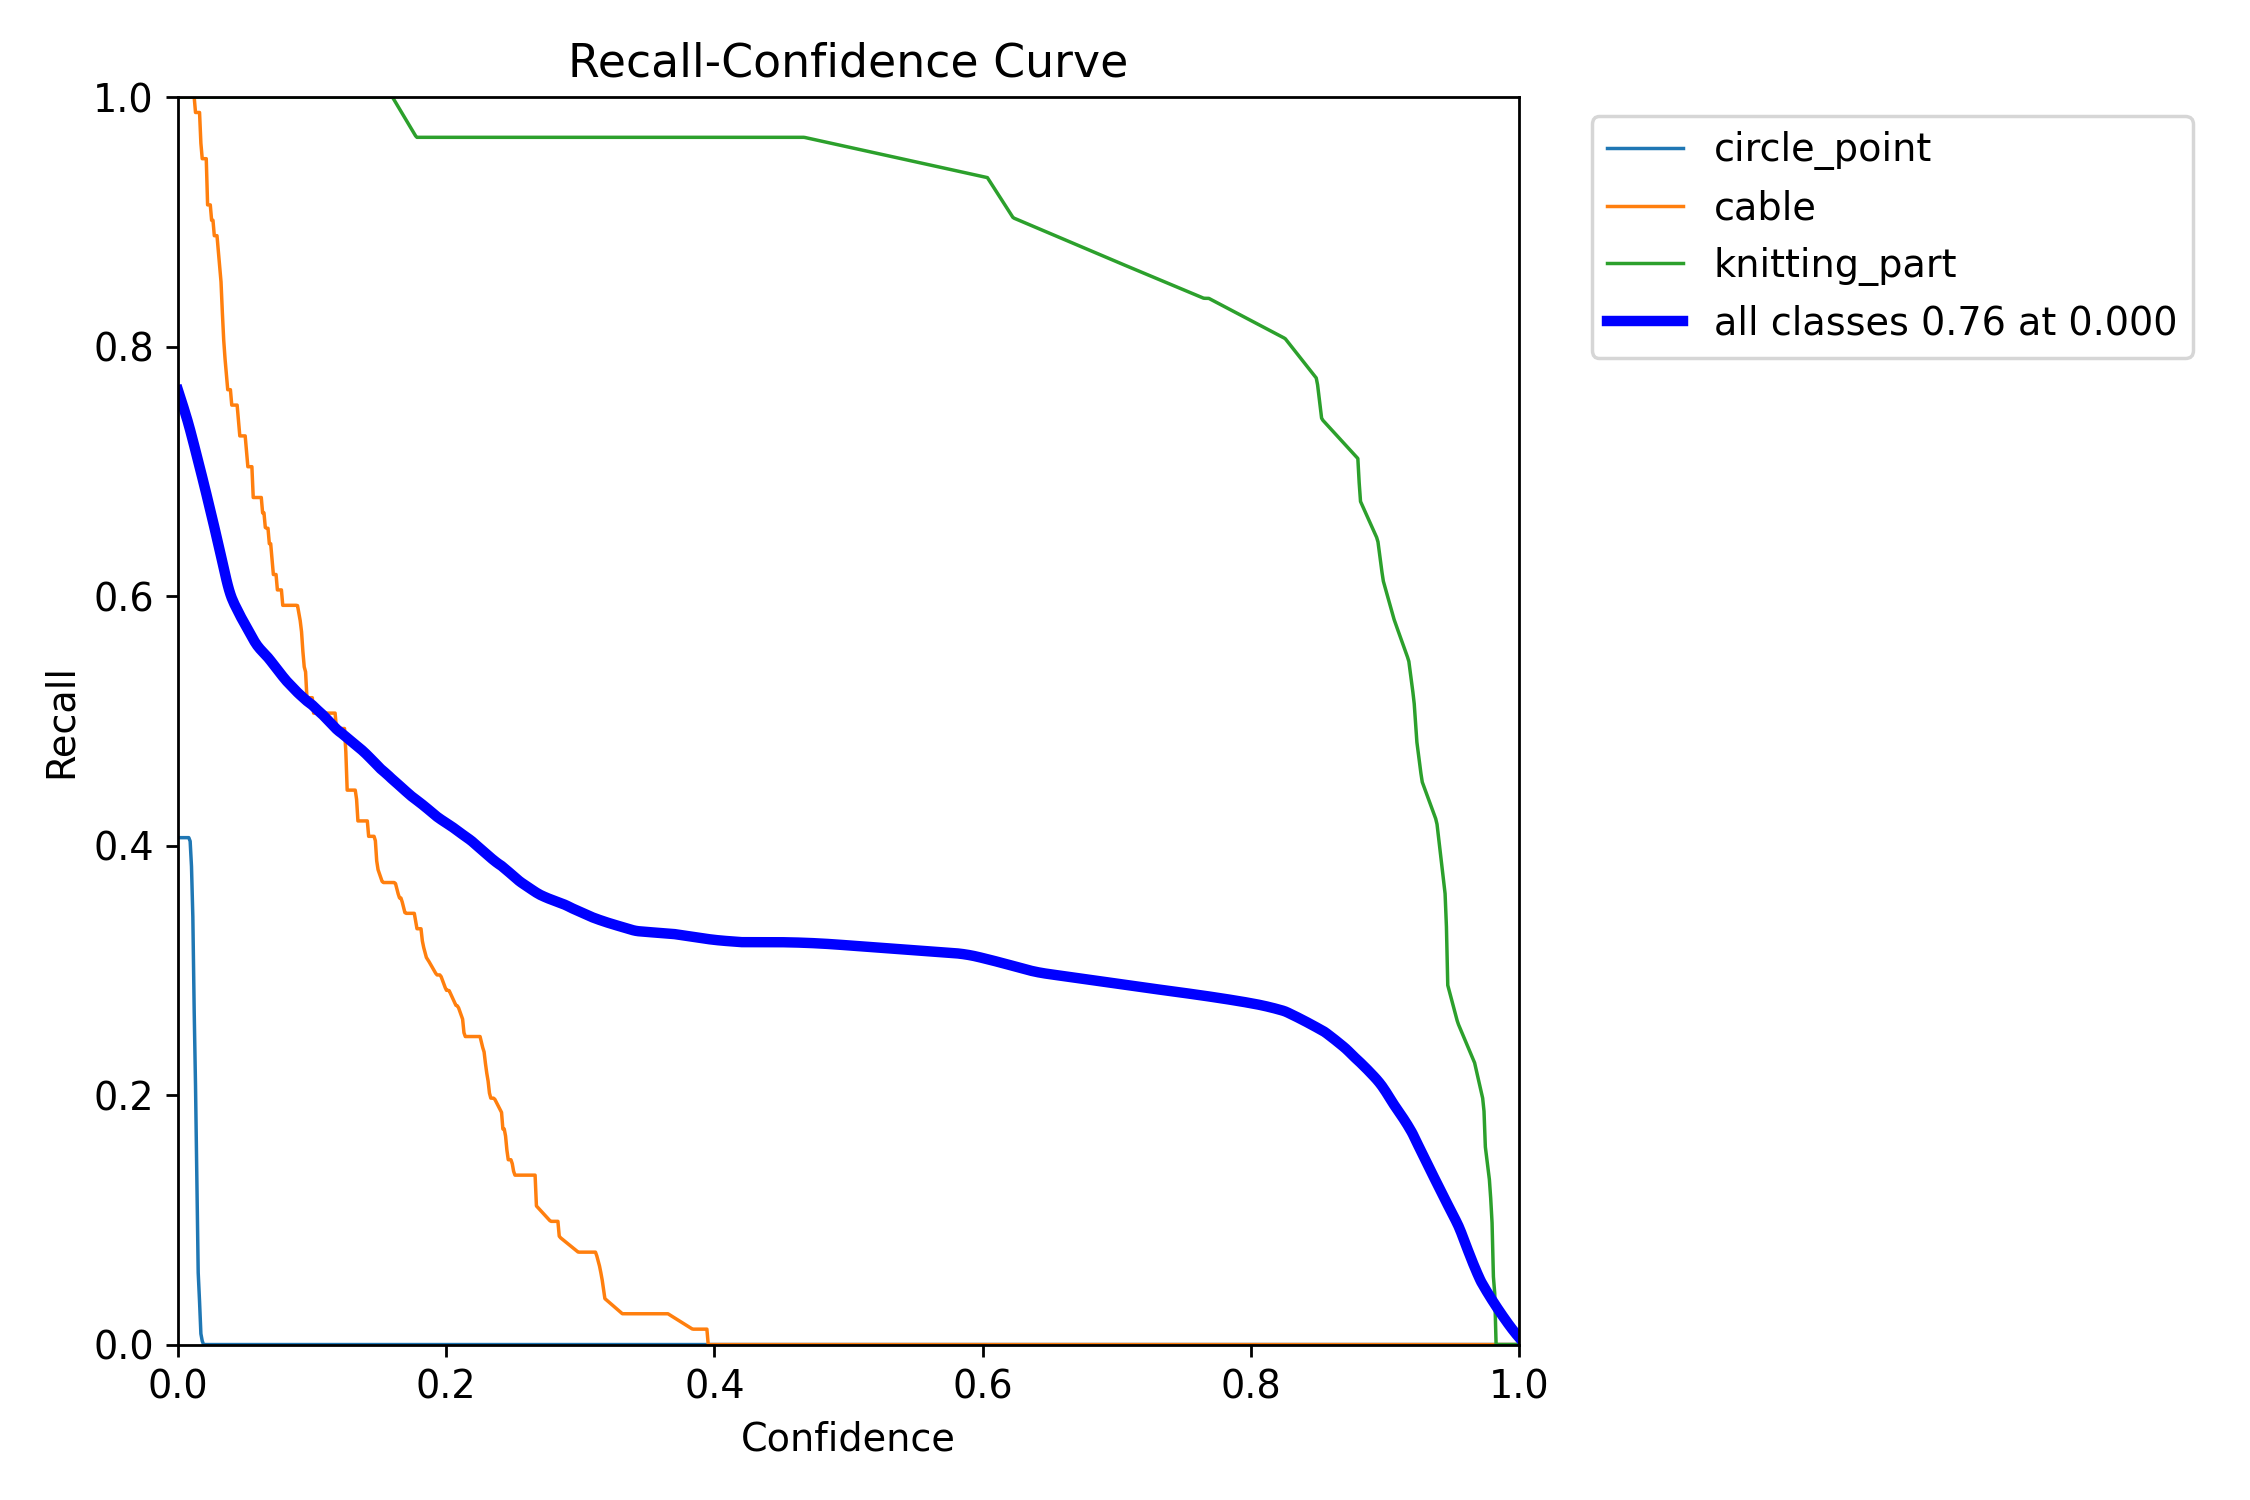 Recall-Confidence Curve
1.0
0.8
0.6
0.4
0.2
0.0
Recall
0.0 0.2 0.4 0.6 0.8 1.0
Confidence
circle_point
cable
knitting_part
all classes 0.76 at 0.000